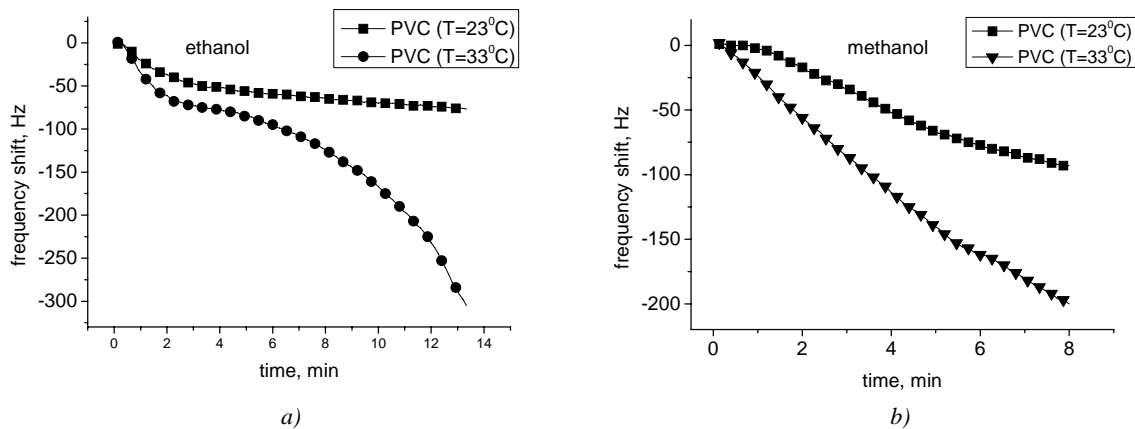 ethanol
PVC (T=23⁰C)
PVC (T=33⁰C)
0
-50
-100
-150
-200
-250
-300
frequency shift, Hz
0 2 4 6 8 10 12 14
time, min
a)
methanol
PVC (T=23⁰C)
PVC (T=33⁰C)
0
-50
-100
-150
-200
frequency shift, Hz
0 2 4 6 8
time, min
b)